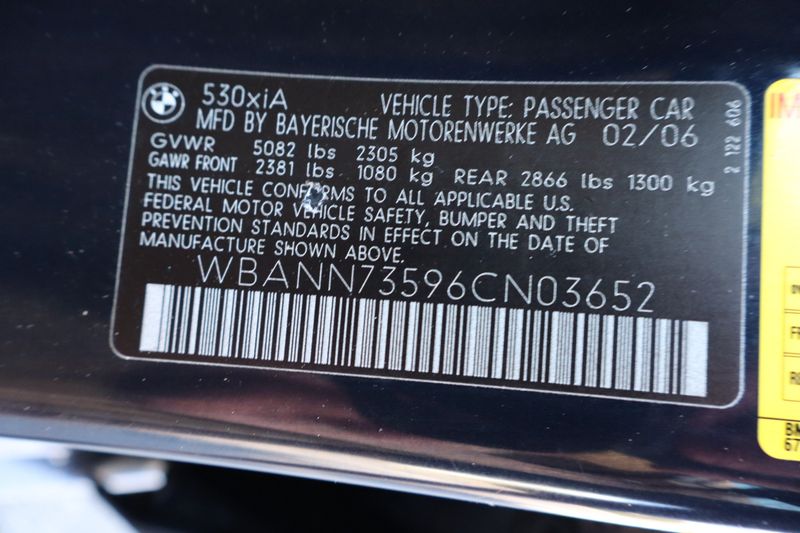 BMW
530xiA VEHICLE TYPE: PASSENGER CAR
MFD BY BAYERISCHE MOTORENWERKE AG 02/06
GVWR 5082 lbs 2305 kg
GAWR FRONT 2381 lbs 1080 kg REAR 2866 lbs 1300 kg
THIS VEHICLE CONFORMS TO ALL APPLICABLE U.S.
FEDERAL MOTOR VEHICLE SAFETY, BUMPER AND THEFT
PREVENTION STANDARDS IN EFFECT ON THE DATE OF
MANUFACTURE SHOWN ABOVE.
WBANN73596CN03652
2 122 606